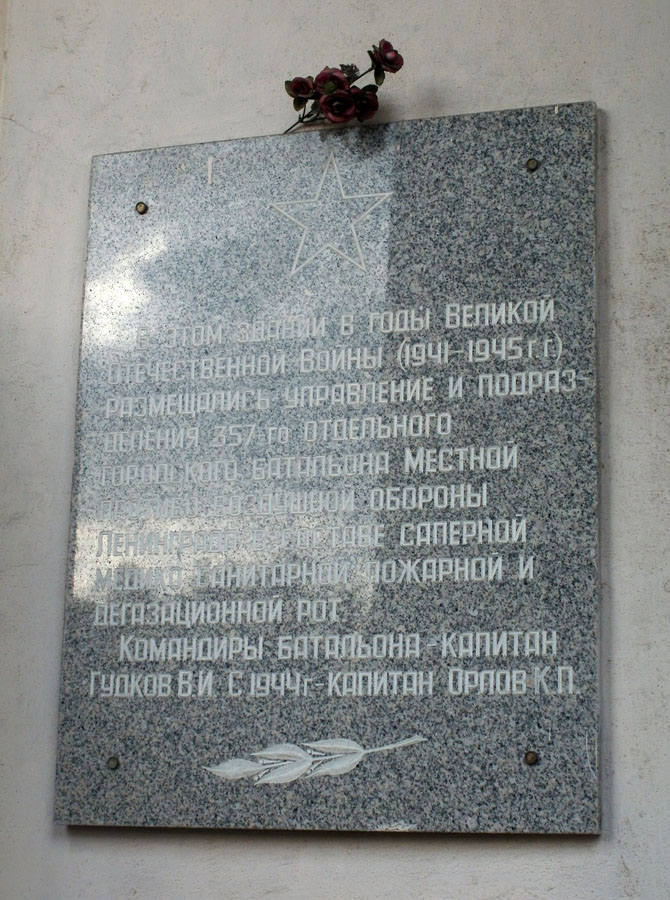 В этом здании в годы Великой
Отечественной войны (1941-1945 г.г.)
размещались управление и подраз-
деления 357-го отдельного
городского батальона местной
противовоздушной обороны
Ленинграда в составе саперной
медико-санитарной пожарной и
дегазационной рот.
Командиры батальона-капитан
Гудков В.И. с 1944г-капитан Орлов К.П.